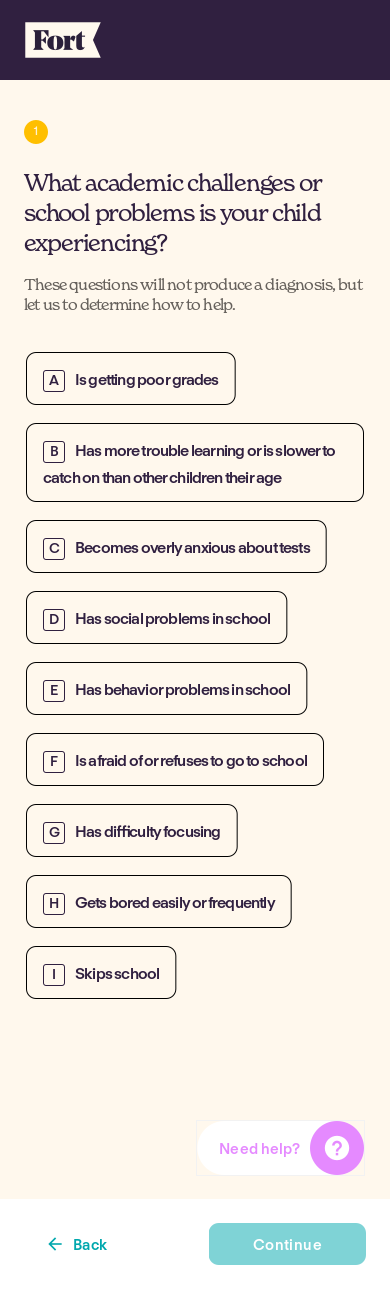 Fort
1
What academic challenges or
school problems is your child
experiencing?
These questions will not produce a diagnosis, but
let us to determine how to help.
A Is getting poor grades
B Has more trouble learning or is slower to
catch on than other children their age
C Becomes overly anxious about tests
D Has social problems in school
E Has behavior problems in school
F Is afraid of or refuses to go to school
G Has difficulty focusing
H Gets bored easily or frequently
I Skips school
Need help?
Back
Continue